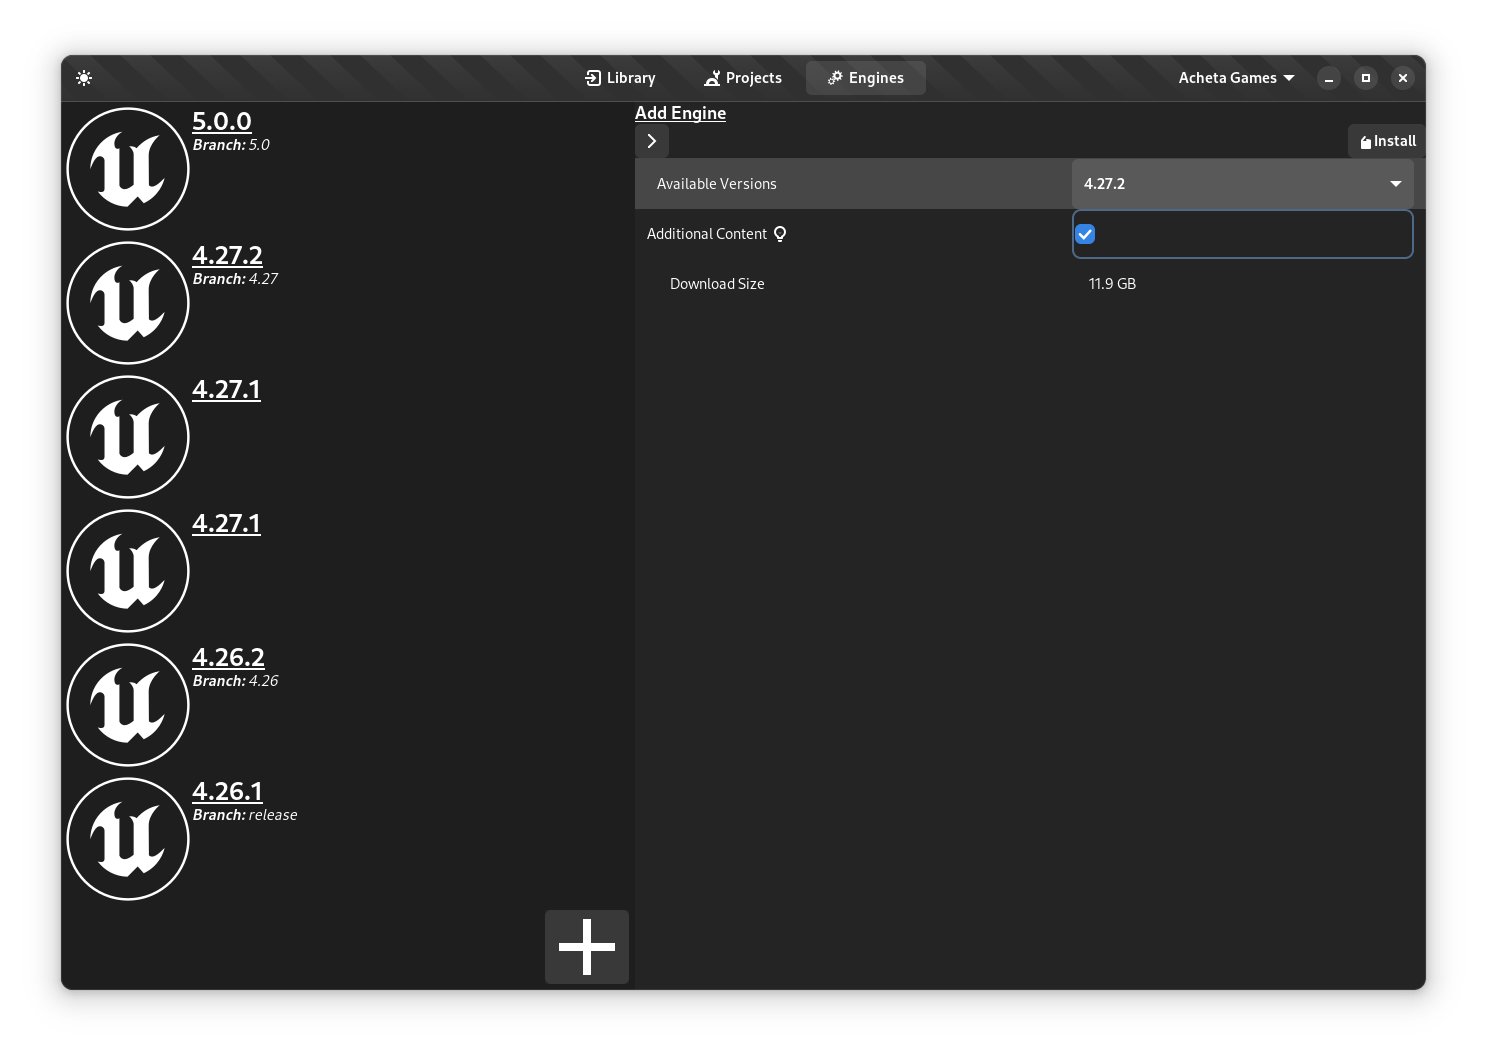 Library Projects Engines Acheta Games
5.0.0
Branch: 5.0
4.27.2
Branch: 4.27
4.27.1
4.27.1
4.26.2
Branch: 4.26
4.26.1
Branch: release
Add Engine
Install
Available Versions 4.27.2
Additional Content
Download Size 11.9 GB